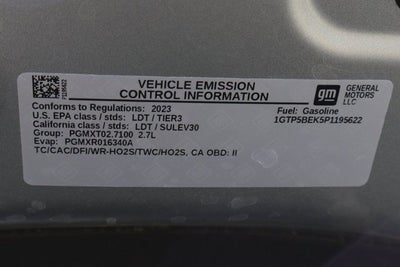 VEHICLE EMISSION
CONTROL INFORMATION
gm
GENERAL
MOTORS
LLC
P1195622
Conforms to Regulations: 2023
Fuel: Gasoline
U.S. EPA class / stds: LDT / TIER3
1GTP5BEK5P1195622
California class / stds: LDT / SULEV30
Group: PGMXT02.7100 2.7L
Evap: PGMXR016340A
TC/CAC/DFI/WR-HO2S/TWC/HO2S, CA OBD: II